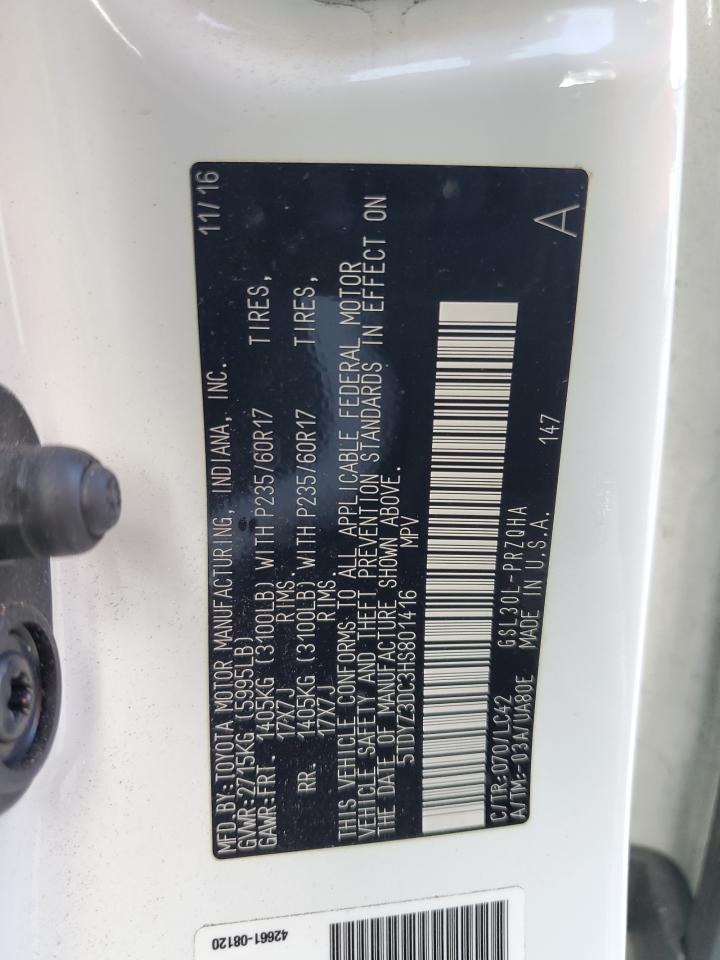 11/16
MFD. BY: TOYOTA MOTOR MANUFACTURING, INDIANA, INC.
GVWR: 2715KG (5995LB)
GAWR: FRT. 1405KG (3100LB) WITH P235/60R17 TIRES,
17X7J RIMS.
RR. 1405KG (3100LB) WITH P235/60R17 TIRES,
17X7J RIMS.
THIS VEHICLE CONFORMS TO ALL APPLICABLE FEDERAL MOTOR
VEHICLE SAFETY AND THEFT PREVENTION STANDARDS IN EFFECT ON
THE DATE OF MANUFACTURE SHOWN ABOVE.
5TDYZ3DC3HS801416 MPV
C/TR: 070/LC42 GSL30L-PRZQHA 147
A/TM: -03A/UA80E MADE IN U.S.A.
A
42661-08120